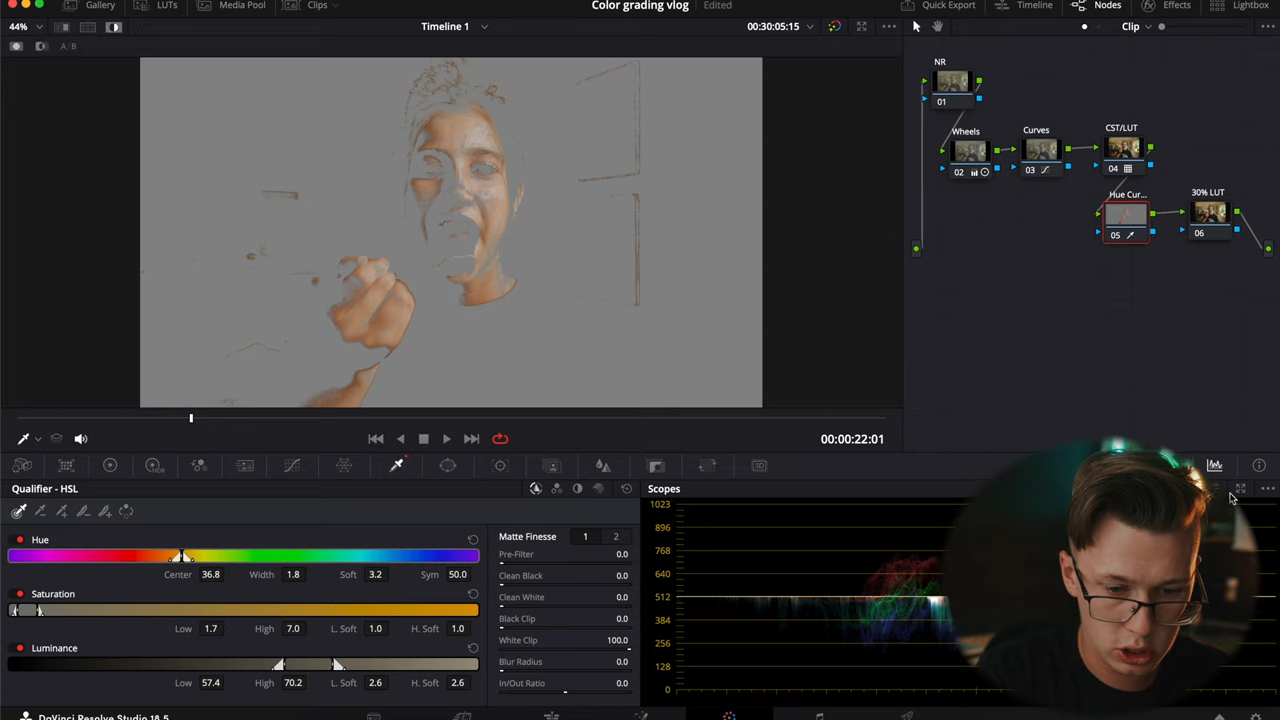 Gallery LUTs Media Pool Clips Color grading vlog Edited Quick Export Timeline Nodes Effects Lightbox
44% Timeline 1 00:30:05:15 Clip
A/B
NR
01
Wheels Curves CST/LUT
02 03 04
Hue Cur... 30% LUT
05 06
00:00:22:01
3D
Qualifier - HSL Scopes
Hue
Center 36.8 Width 1.8 Soft 3.2 Sym 50.0
Saturation
Low 1.7 High 7.0 L. Soft 1.0 H. Soft 1.0
Luminance
Low 57.4 High 70.2 L. Soft 2.6 H. Soft 2.6
Matte Finesse 1 2
Pre-Filter 0.0
Clean Black 0.0
Clean White 0.0
Black Clip 0.0
White Clip 100.0
Blur Radius 0.0
In/Out Ratio 0.0
1023
896
768
640
512
384
256
128
0
DaVinci Resolve Studio 18.5